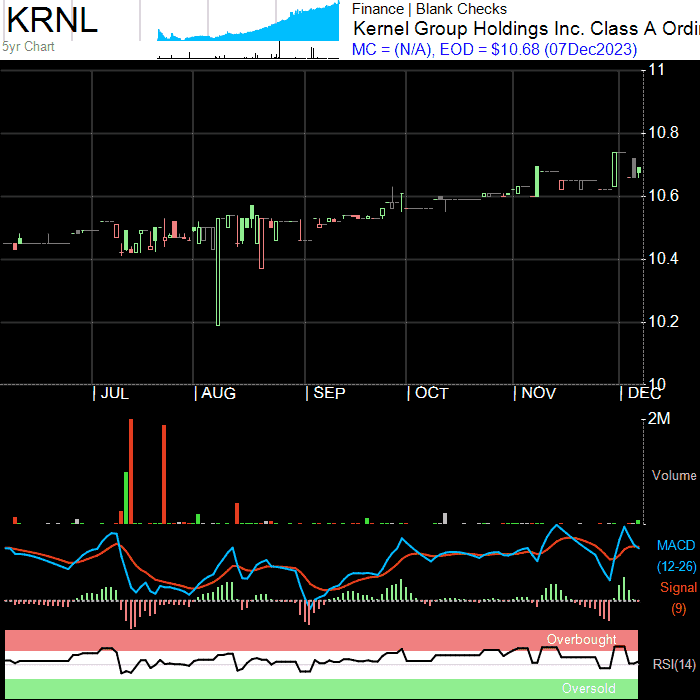 KRNL
5yr Chart
Finance | Blank Checks
Kernel Group Holdings Inc. Class A Ordi
MC = (N/A), EOD = $10.68 (07Dec2023)
11
10.8
10.6
10.4
10.2
10
| JUL | AUG | SEP | OCT | NOV | DEC
2M
Volume
MACD
(12-26)
Signal
(9)
Overbought
RSI(14)
Oversold